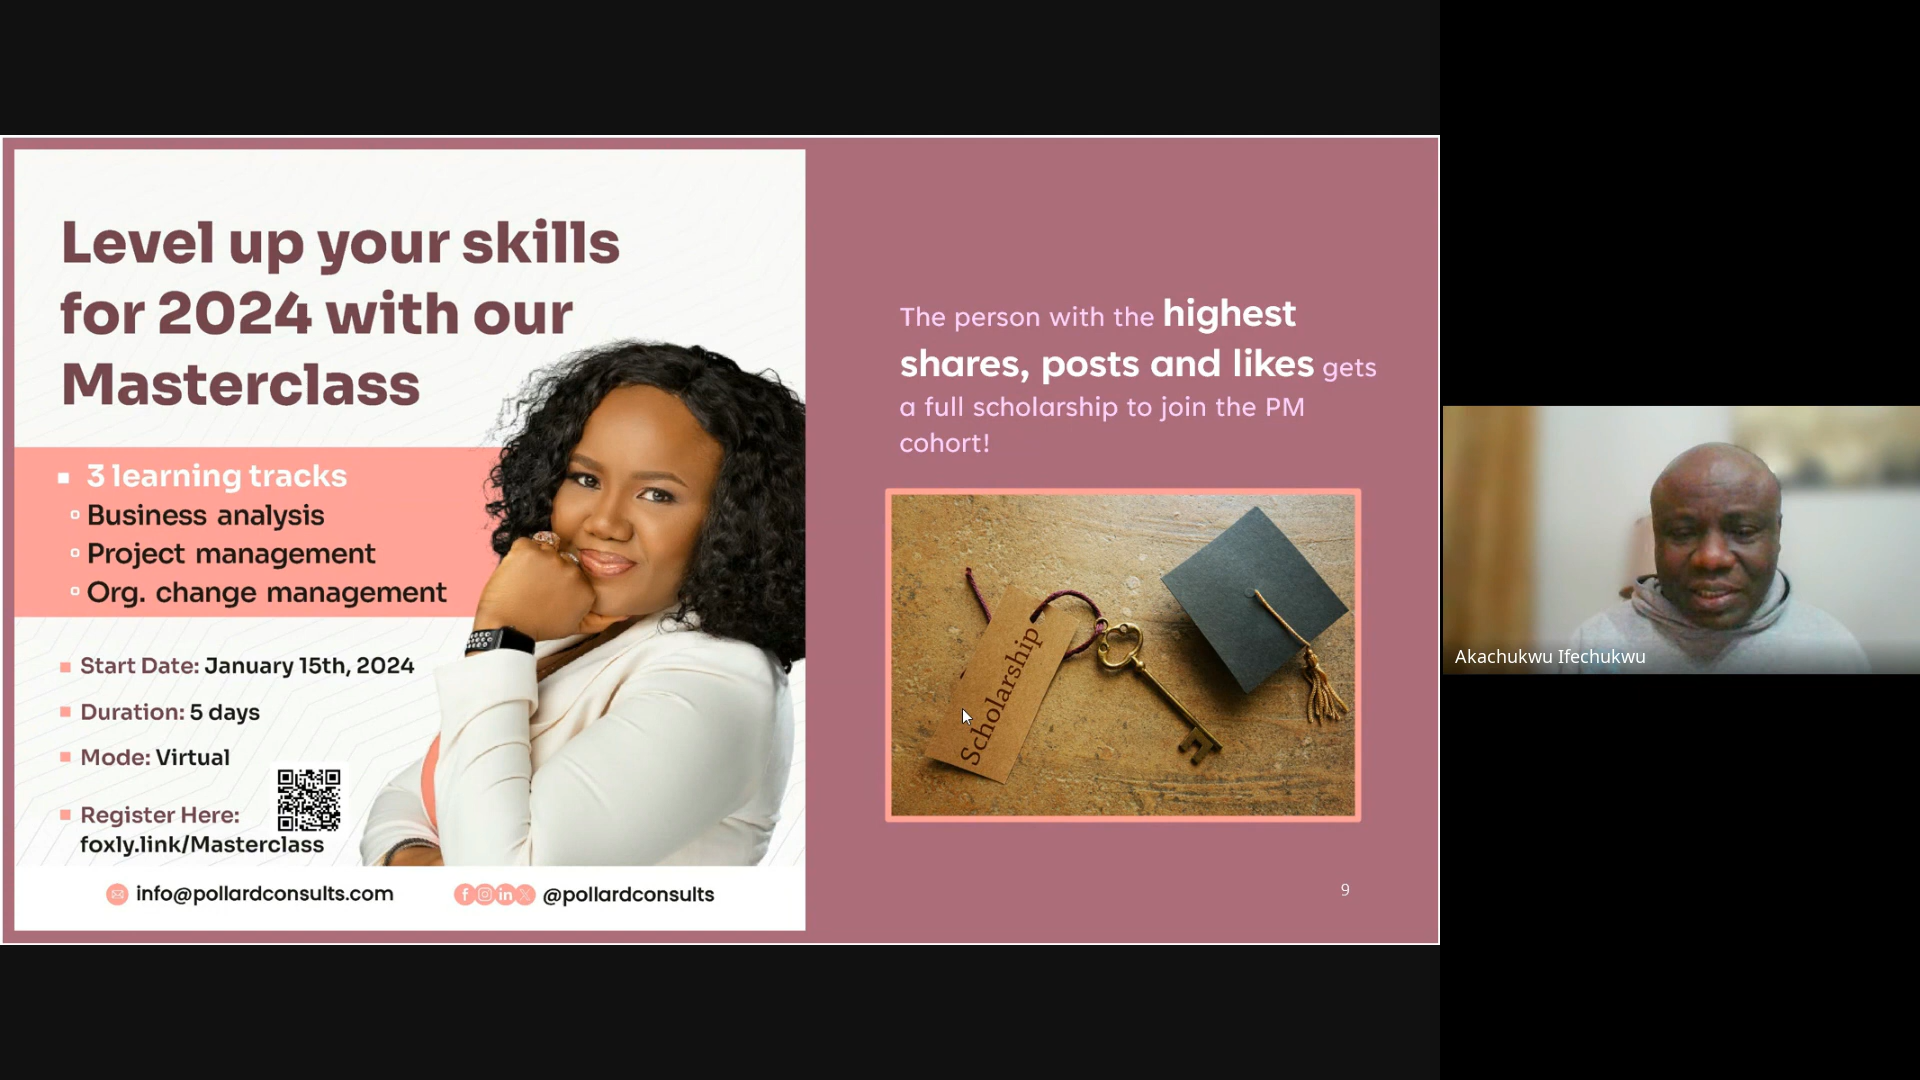 Level up your skills
for 2024 with our
Masterclass
3 learning tracks
Business analysis
Project management
Org. change management
Start Date: January 15th, 2024
Duration: 5 days
Mode: Virtual
Register Here:
foxly.link/Masterclass
info@pollardconsults.com
@pollardconsults
The person with the highest
shares, posts and likes gets
a full scholarship to join the PM
cohort!
Scholarship
9
Akachukwu Ifechukwu